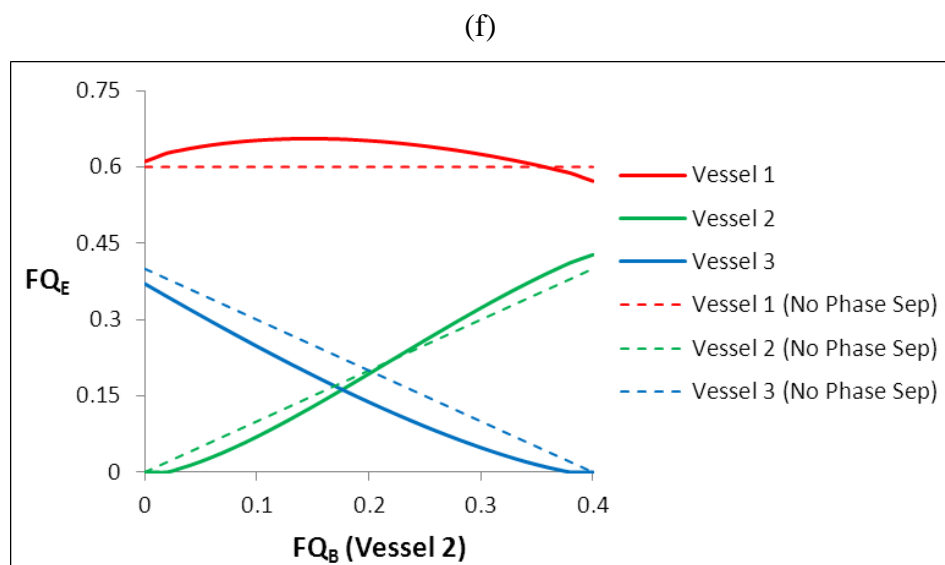 (f)
0.75
0.6
0.45
0.3
0.15
0
FQE
0
0.1
0.2
0.3
0.4
FQB (Vessel 2)
Vessel 1
Vessel 2
Vessel 3
Vessel 1 (No Phase Sep)
Vessel 2 (No Phase Sep)
Vessel 3 (No Phase Sep)